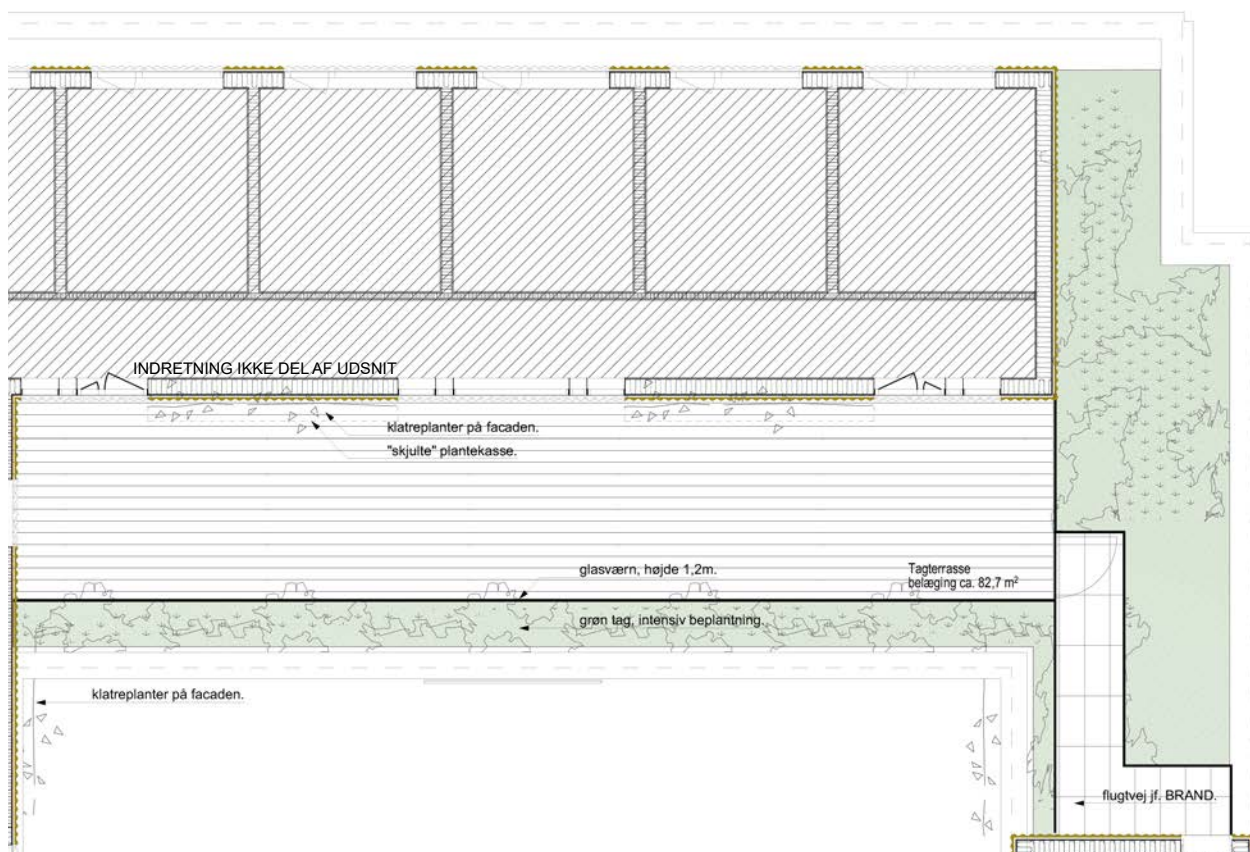 INDRETNING IKKE DEL AF UDSNIT
klatreplanter på facaden.
"skjulte" plantekasse.
glasværn, højde 1,2m.
Tagterrasse
belæging ca. 82,7 m²
grøn tag, intensiv beplantning.
klatreplanter på facaden.
flugtvej jf. BRAND.